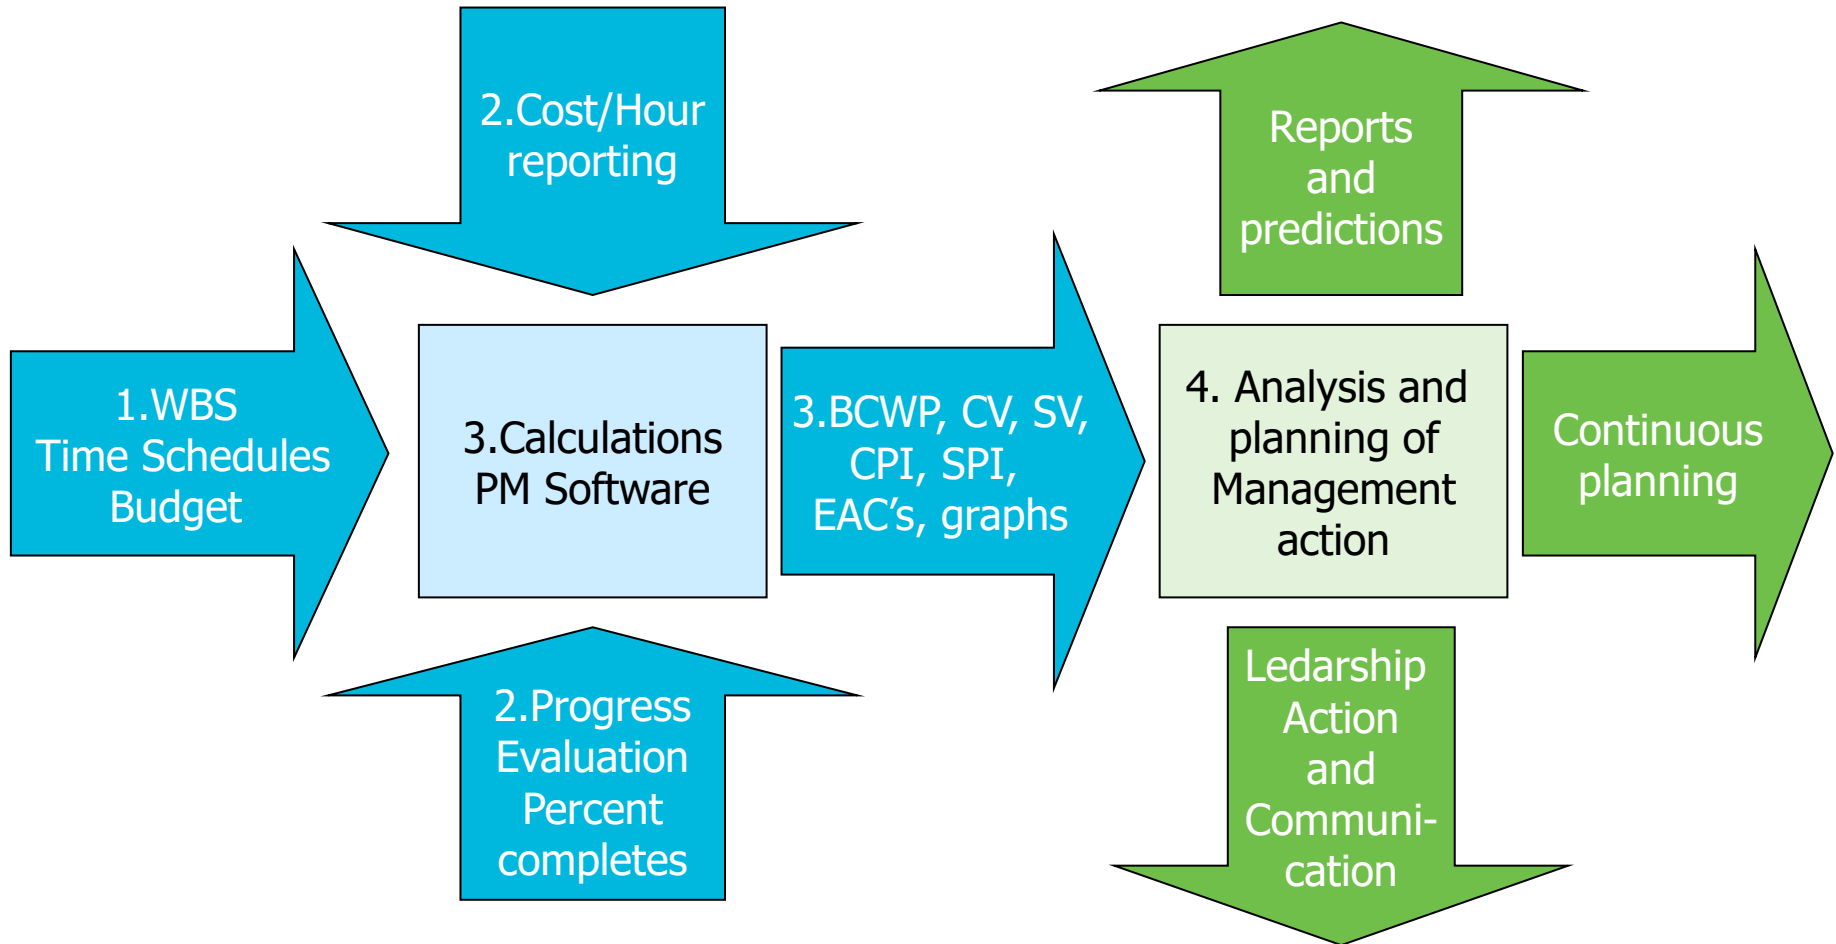 2.Cost/Hour
reporting
Reports
and
predictions
1.WBS
Time Schedules
Budget
3.Calculations
PM Software
3.BCWP, CV, SV,
CPI, SPI,
EAC’s, graphs
4. Analysis and
planning of
Management
action
Continuous
planning
2.Progress
Evaluation
Percent
completes
Ledarship
Action
and
Communi-
cation